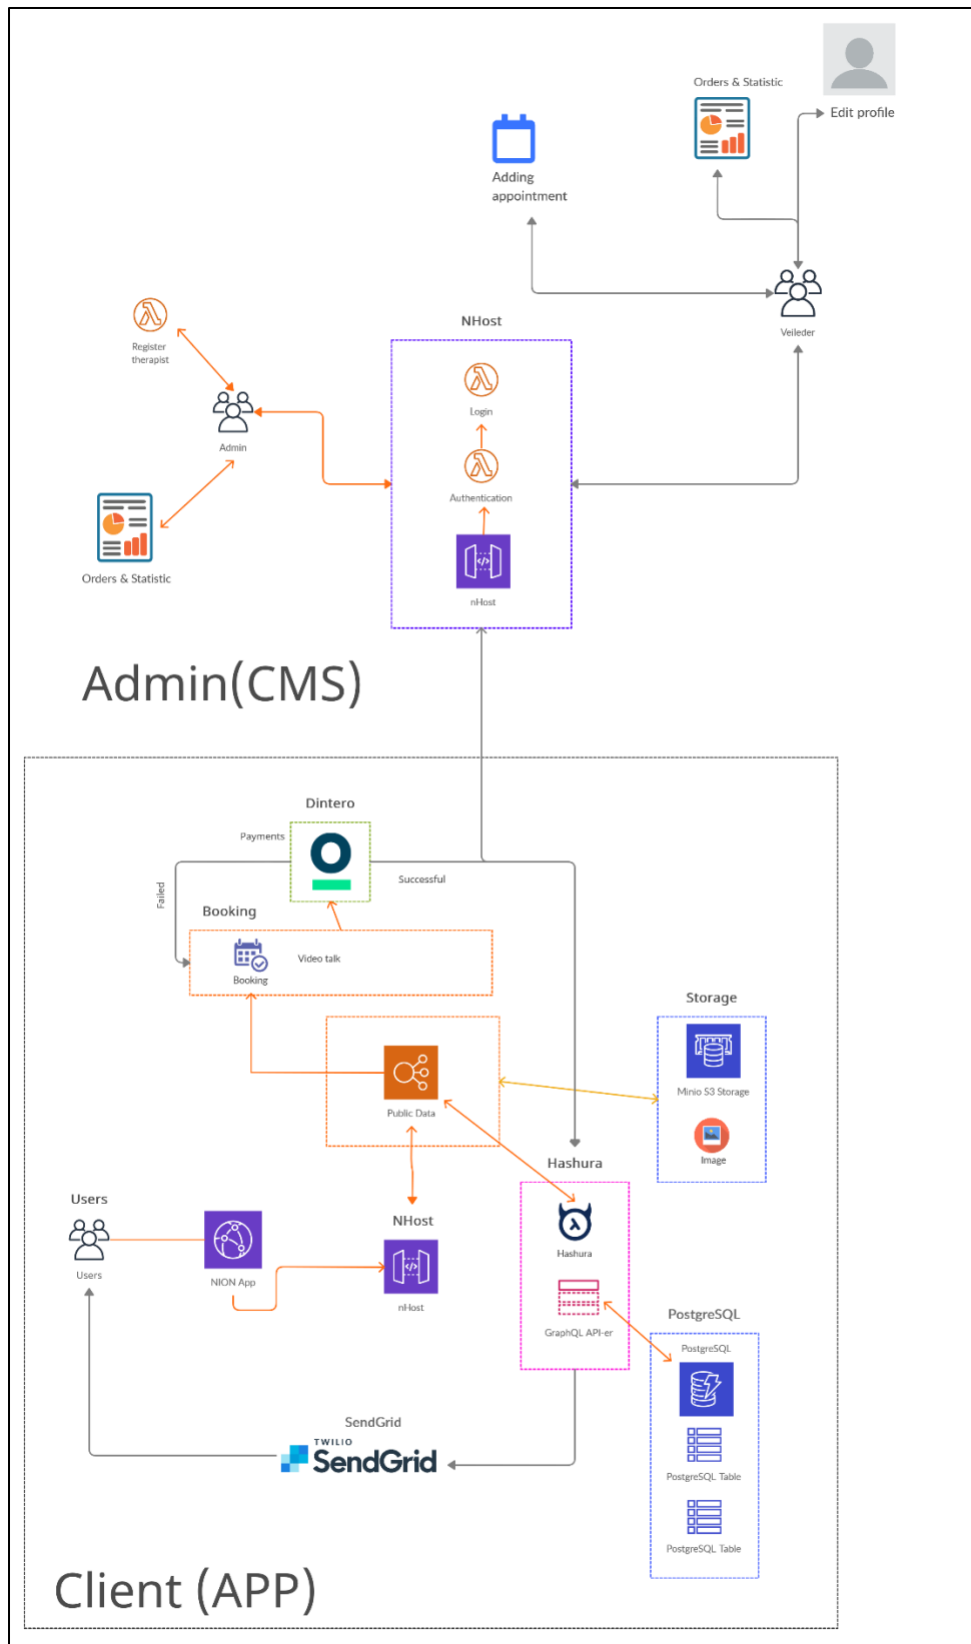 Orders & Statistic
Edit profile
Adding
appointment
Veileder
NHost
Register
therapist
Login
Admin
Authentication
Orders & Statistic
nHost
Admin(CMS)
Dintero
Payments
Successful
Failed
Booking
Video talk
Booking
Storage
Minio S3 Storage
Public Data
Image
Hashura
Users
NHost
Hashura
Users
NION App
nHost
GraphQL API-er
PostgreSQL
PostgreSQL
SendGrid
TWILIO
SendGrid
PostgreSQL Table
PostgreSQL Table
Client (APP)